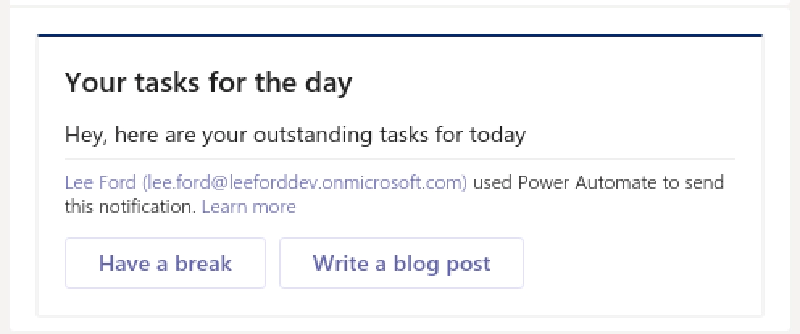 Your tasks for the day
Hey, here are your outstanding tasks for today
Lee Ford (lee.ford@leeforddev.onmicrosoft.com) used Power Automate to send
this notification. Learn more
Have a break
Write a blog post